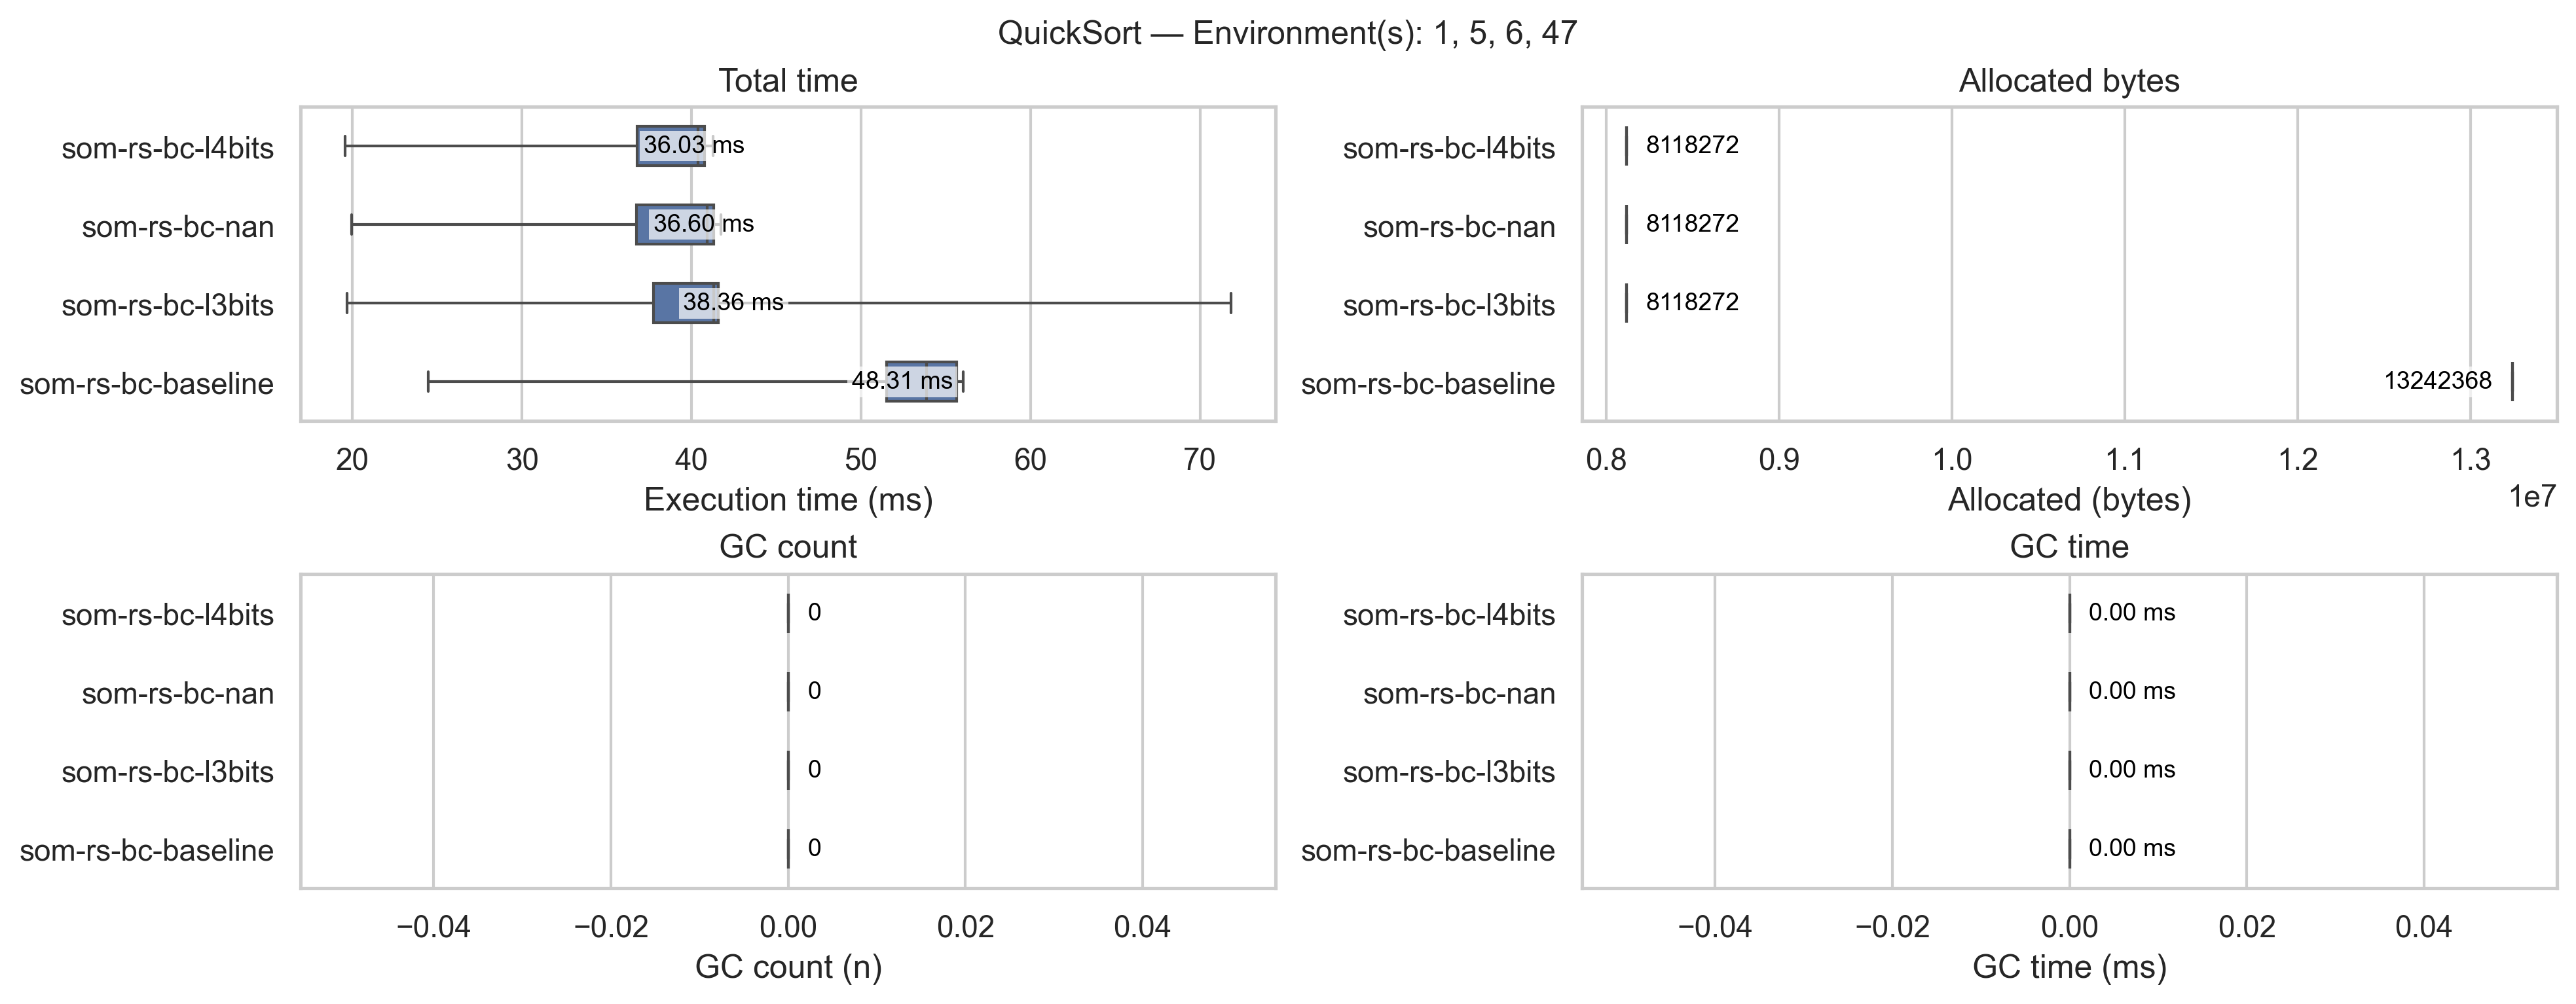 QuickSort — Environment(s): 1, 5, 6, 47
Total time
som-rs-bc-l4bits
36.03 ms
som-rs-bc-nan
36.60 ms
som-rs-bc-l3bits
38.36 ms
som-rs-bc-baseline
48.31 ms
20 30 40 50 60 70
Execution time (ms)
Allocated bytes
som-rs-bc-l4bits
8118272
som-rs-bc-nan
8118272
som-rs-bc-l3bits
8118272
som-rs-bc-baseline
13242368
0.8 0.9 1.0 1.1 1.2 1.3
1e7
Allocated (bytes)
GC count
som-rs-bc-l4bits
0
som-rs-bc-nan
0
som-rs-bc-l3bits
0
som-rs-bc-baseline
0
−0.04 −0.02 0.00 0.02 0.04
GC count (n)
GC time
som-rs-bc-l4bits
0.00 ms
som-rs-bc-nan
0.00 ms
som-rs-bc-l3bits
0.00 ms
som-rs-bc-baseline
0.00 ms
−0.04 −0.02 0.00 0.02 0.04
GC time (ms)